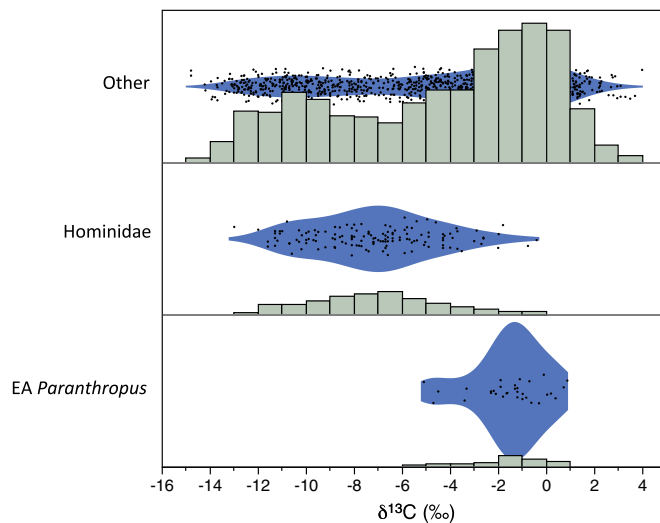 Other
Hominidae
EA Paranthropus
-16 -14 -12 -10 -8 -6 -4 -2 0 2 4
δ¹³C (‰)